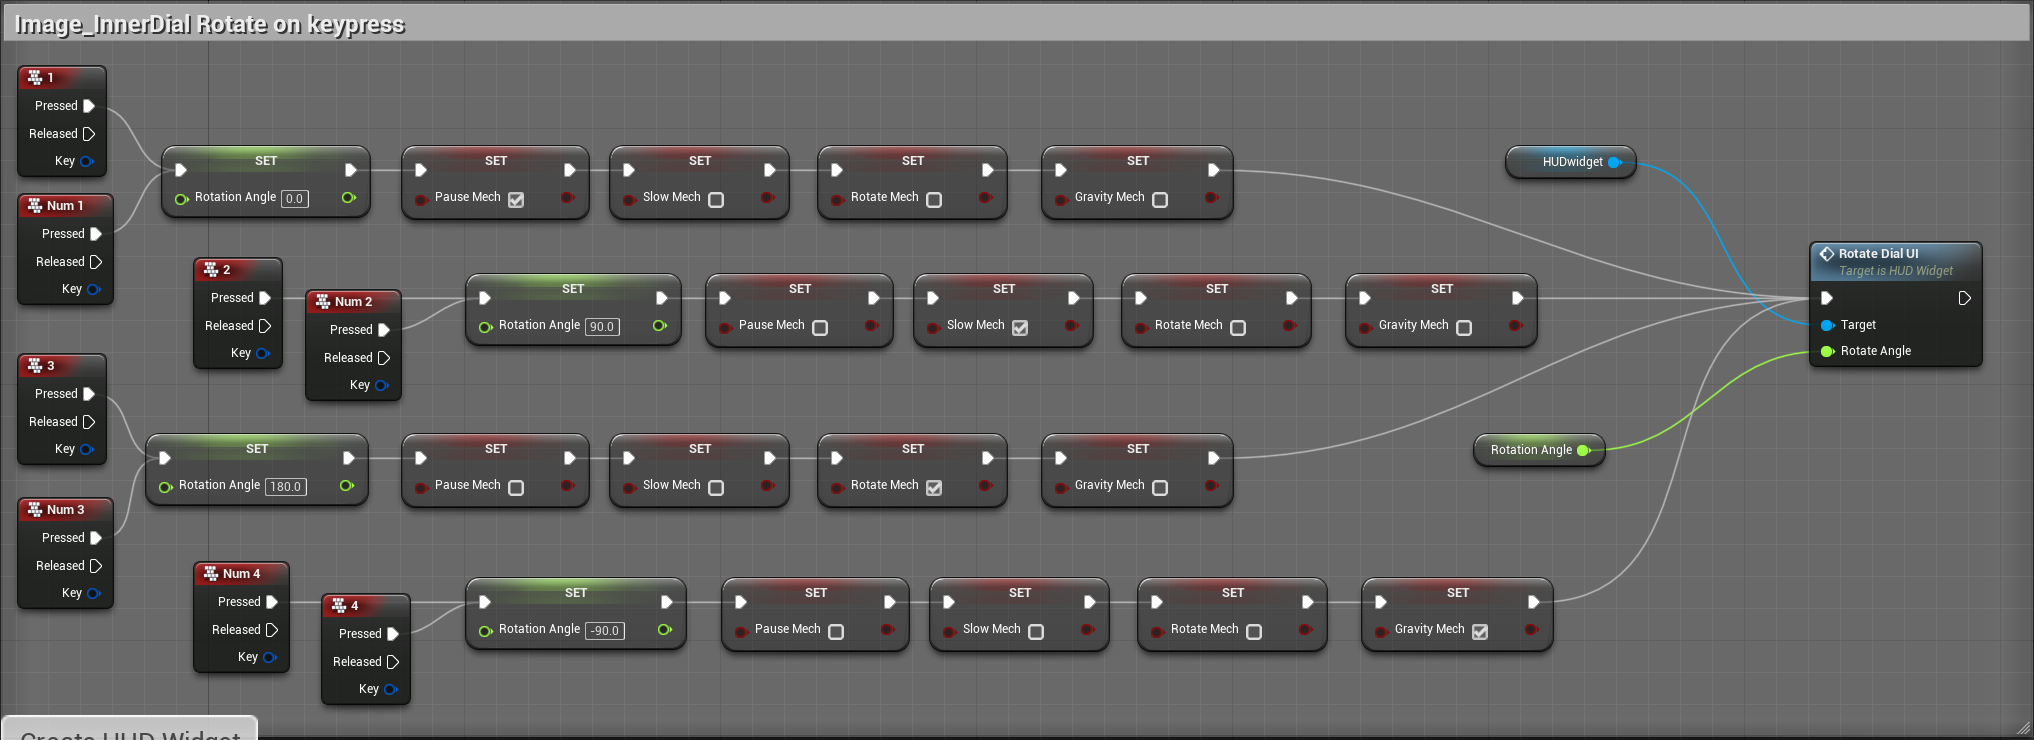 Image_InnerDial Rotate on keypress
1
Pressed
Released
Key
Num 1
Pressed
Released
Key
SET
Rotation Angle 0.0
SET
Pause Mech
SET
Slow Mech
SET
Rotate Mech
SET
Gravity Mech
HUDwidget
Rotate Dial UI
Target is HUD Widget
Target
Rotate Angle
2
Pressed
Released
Key
Num 2
Pressed
Released
Key
SET
Rotation Angle 90.0
SET
Pause Mech
SET
Slow Mech
SET
Rotate Mech
SET
Gravity Mech
3
Pressed
Released
Key
Num 3
Pressed
Released
Key
SET
Rotation Angle 180.0
SET
Pause Mech
SET
Slow Mech
SET
Rotate Mech
SET
Gravity Mech
Rotation Angle
Num 4
Pressed
Released
Key
4
Pressed
Released
Key
SET
Rotation Angle -90.0
SET
Pause Mech
SET
Slow Mech
SET
Rotate Mech
SET
Gravity Mech
Create HUD Widget